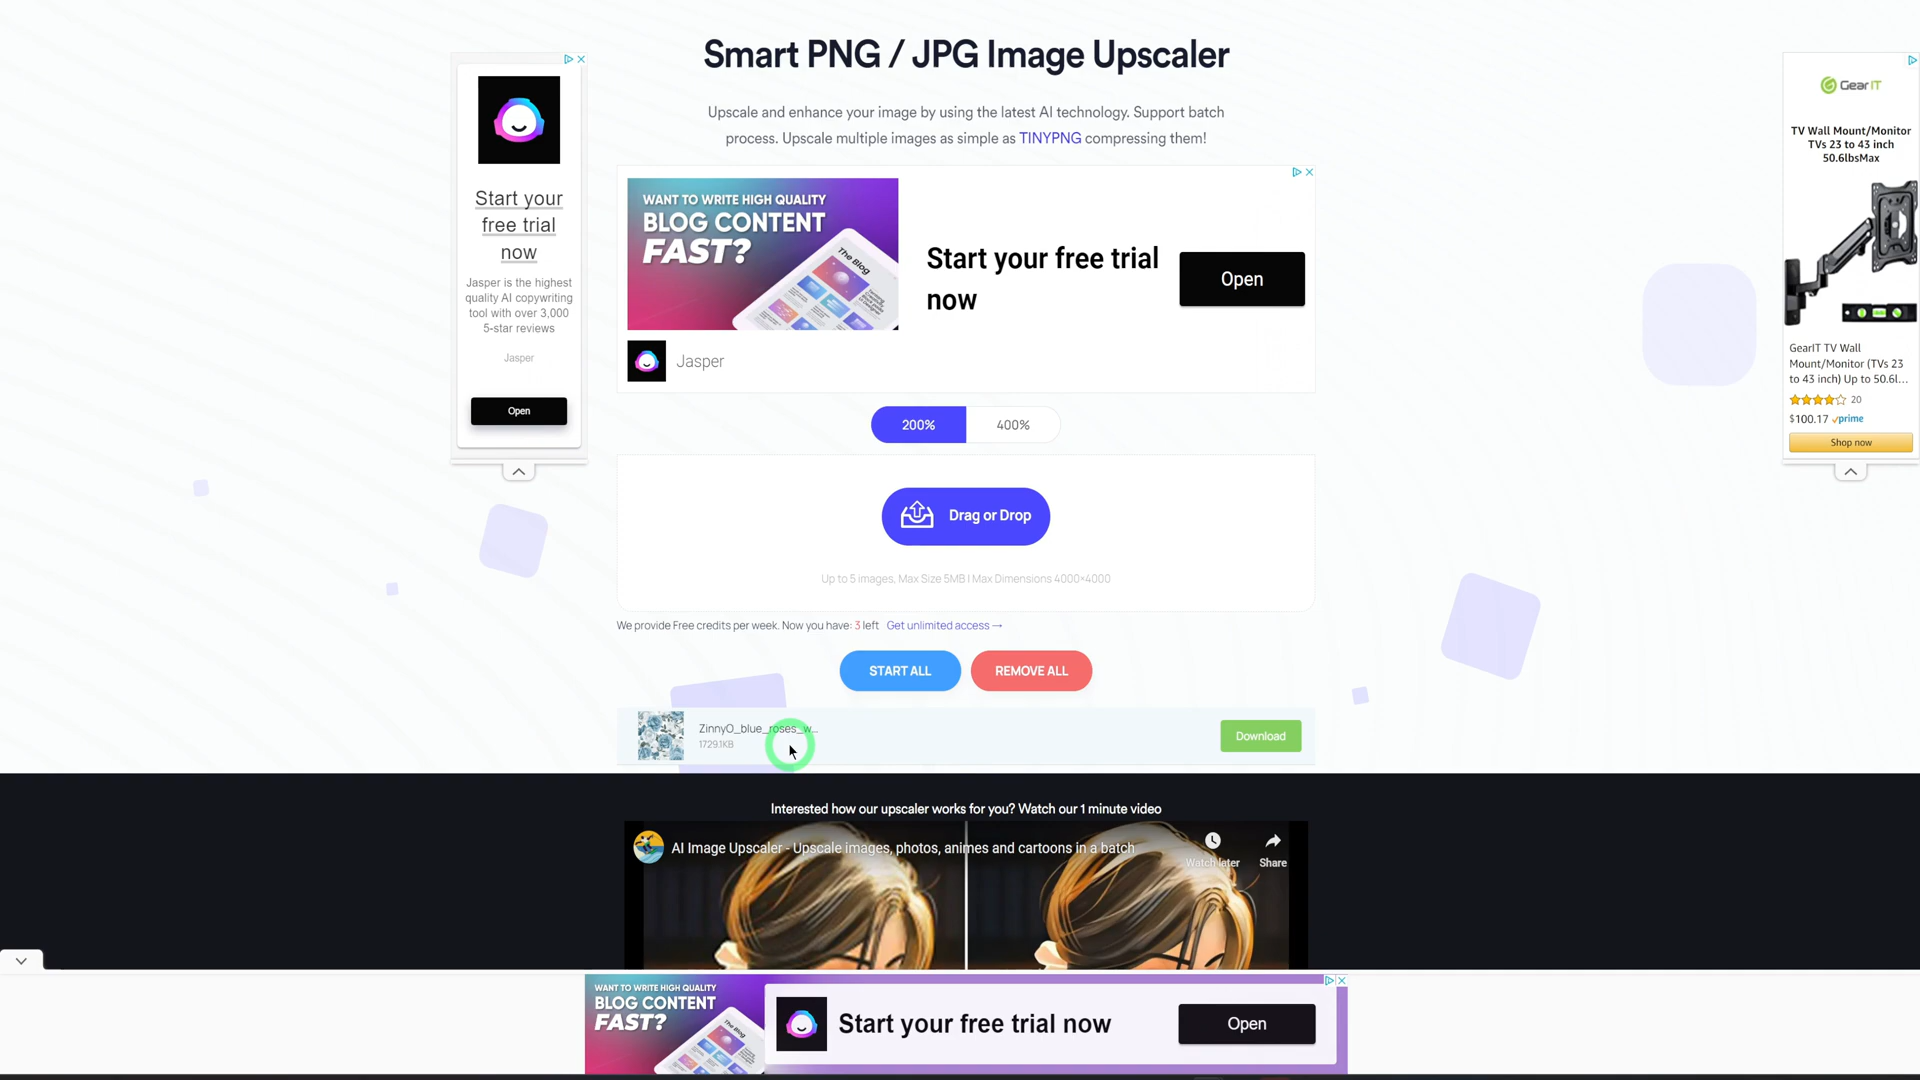 Smart PNG / JPG Image Upscaler
Upscale and enhance your image by using the latest AI technology. Support batch
process. Upscale multiple images as simple as TINYPNG compressing them!
Start your
free trial
now
Jasper is the highest
quality AI copywriting
tool with over 3,000
5-star reviews
Jasper
Open
WANT TO WRITE HIGH QUALITY
BLOG CONTENT
FAST?
The Blog
Start your free trial
now
Open
Jasper
GearIT
TV Wall Mount/Monitor
TVs 23 to 43 inch
50.6lbsMax
GearIT TV Wall
Mount/Monitor (TVs 23
to 43 inch) Up to 50.6l...
20
$100.17 prime
Shop now
200%
400%
Drag or Drop
Up to 5 images, Max Size 5MB | Max Dimensions 4000×4000
We provide Free credits per week. Now you have: 3 left Get unlimited access →
START ALL
REMOVE ALL
ZinnyO_blue_roses_w...
1729.1KB
Download
Interested how our upscaler works for you? Watch our 1 minute video
AI Image Upscaler - Upscale images, photos, animes and cartoons in a batch
Watch later
Share
WANT TO WRITE HIGH QUALITY
BLOG CONTENT
FAST?
The Blog
Start your free trial now
Open